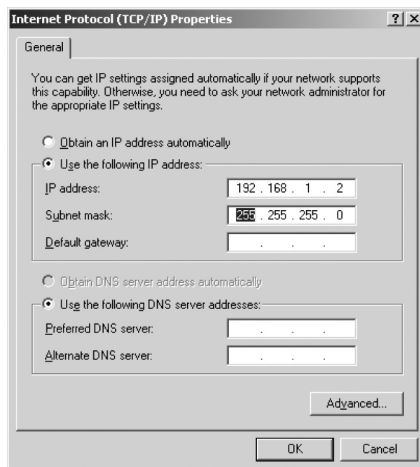 Internet Protocol (TCP/IP) Properties ? X
General
You can get IP settings assigned automatically if your network supports
this capability. Otherwise, you need to ask your network administrator for
the appropriate IP settings.
Obtain an IP address automatically
Use the following IP address:
IP address: 192 . 168 . 1 . 2
Subnet mask: 255 . 255 . 255 . 0
Default gateway: . . .
Obtain DNS server address automatically
Use the following DNS server addresses:
Preferred DNS server: . . .
Alternate DNS server: . . .
Advanced...
OK Cancel